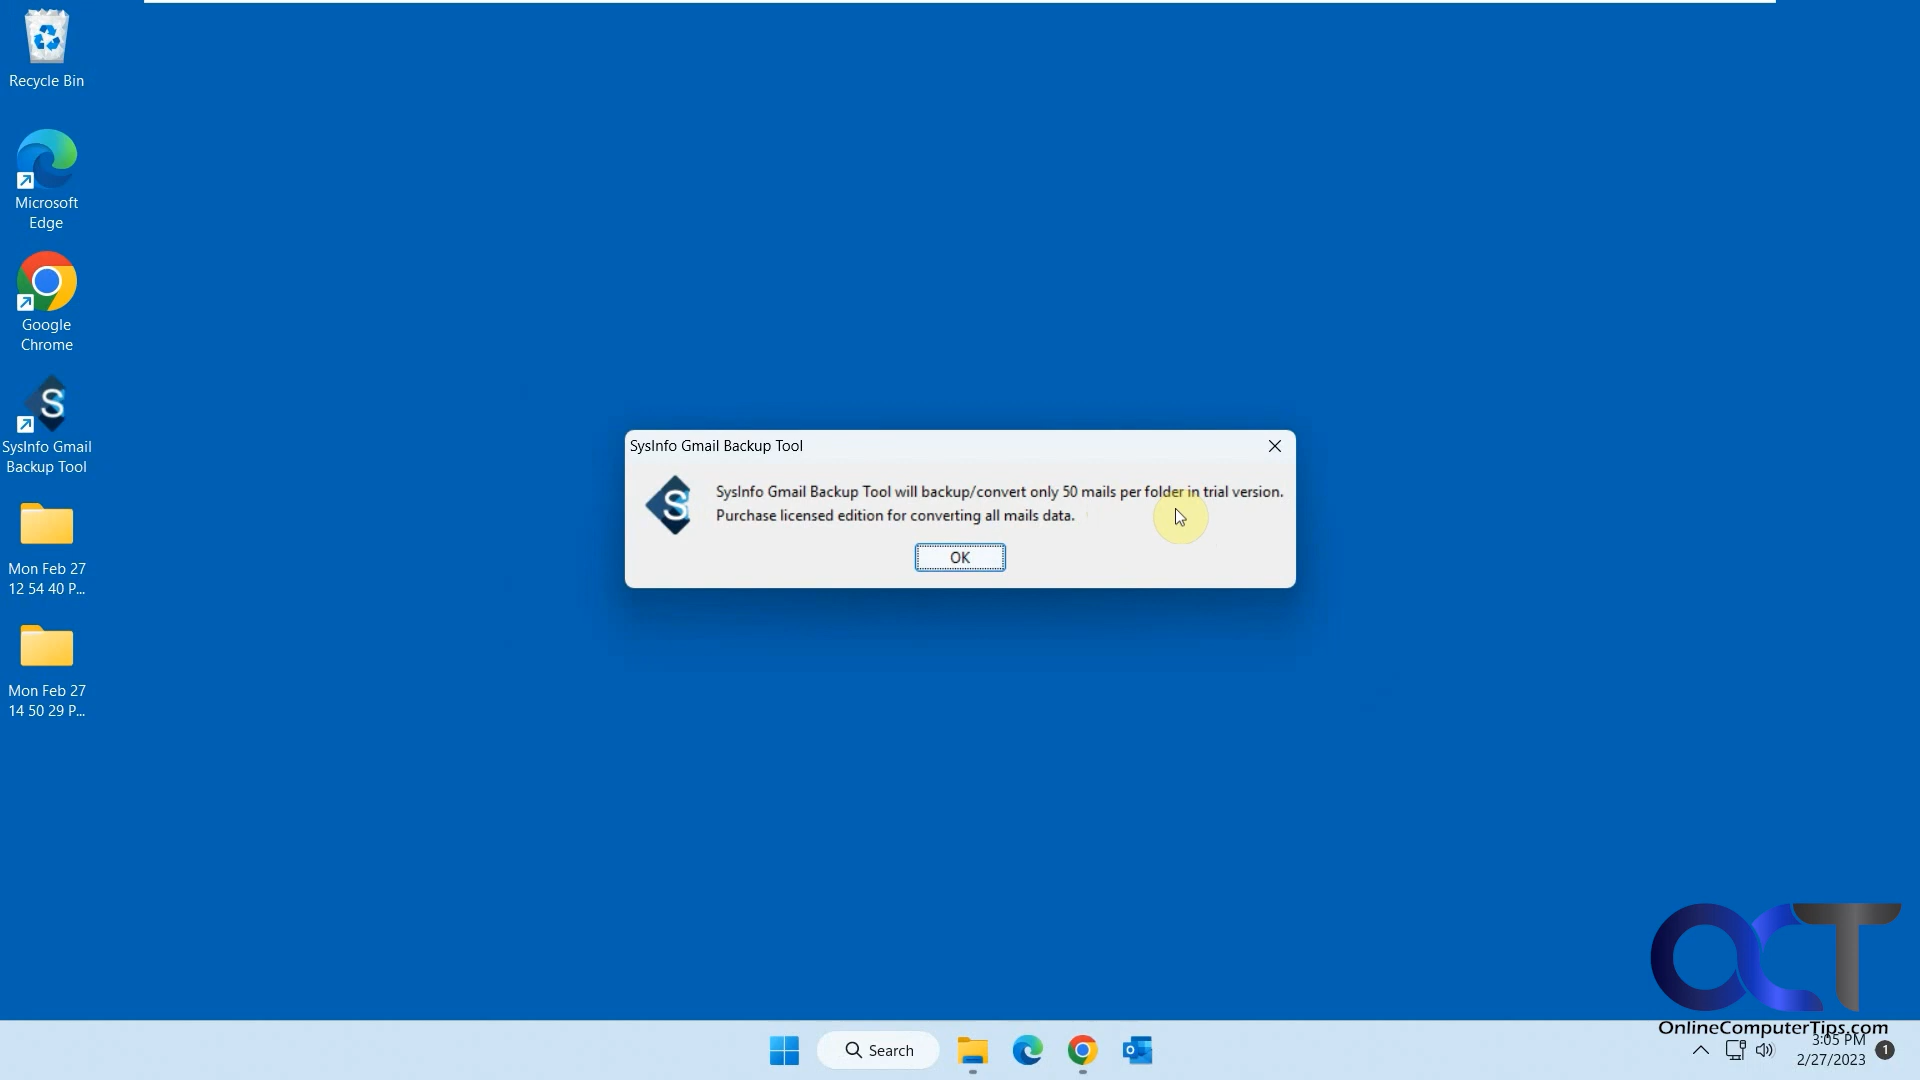 Recycle Bin
Microsoft
Edge
Google
Chrome
SysInfo Gmail
Backup Tool
Mon Feb 27
12 54 40 P...
Mon Feb 27
14 50 29 P...
SysInfo Gmail Backup Tool
SysInfo Gmail Backup Tool will backup/convert only 50 mails per folder in trial version.
Purchase licensed edition for converting all mails data.
OK
OCT
OnlineComputerTips.com
Search
3:05 PM
2/27/2023
1